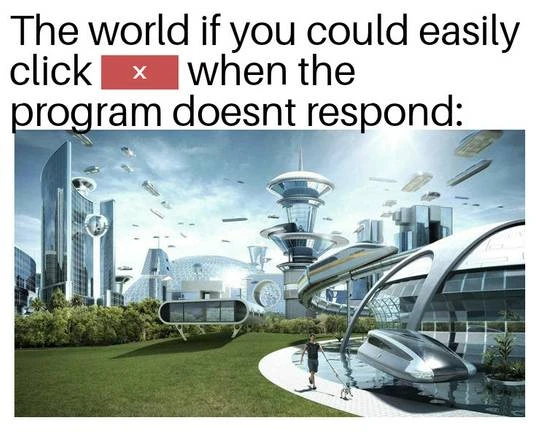 The world if you could easily
click x when the
program doesnt respond: